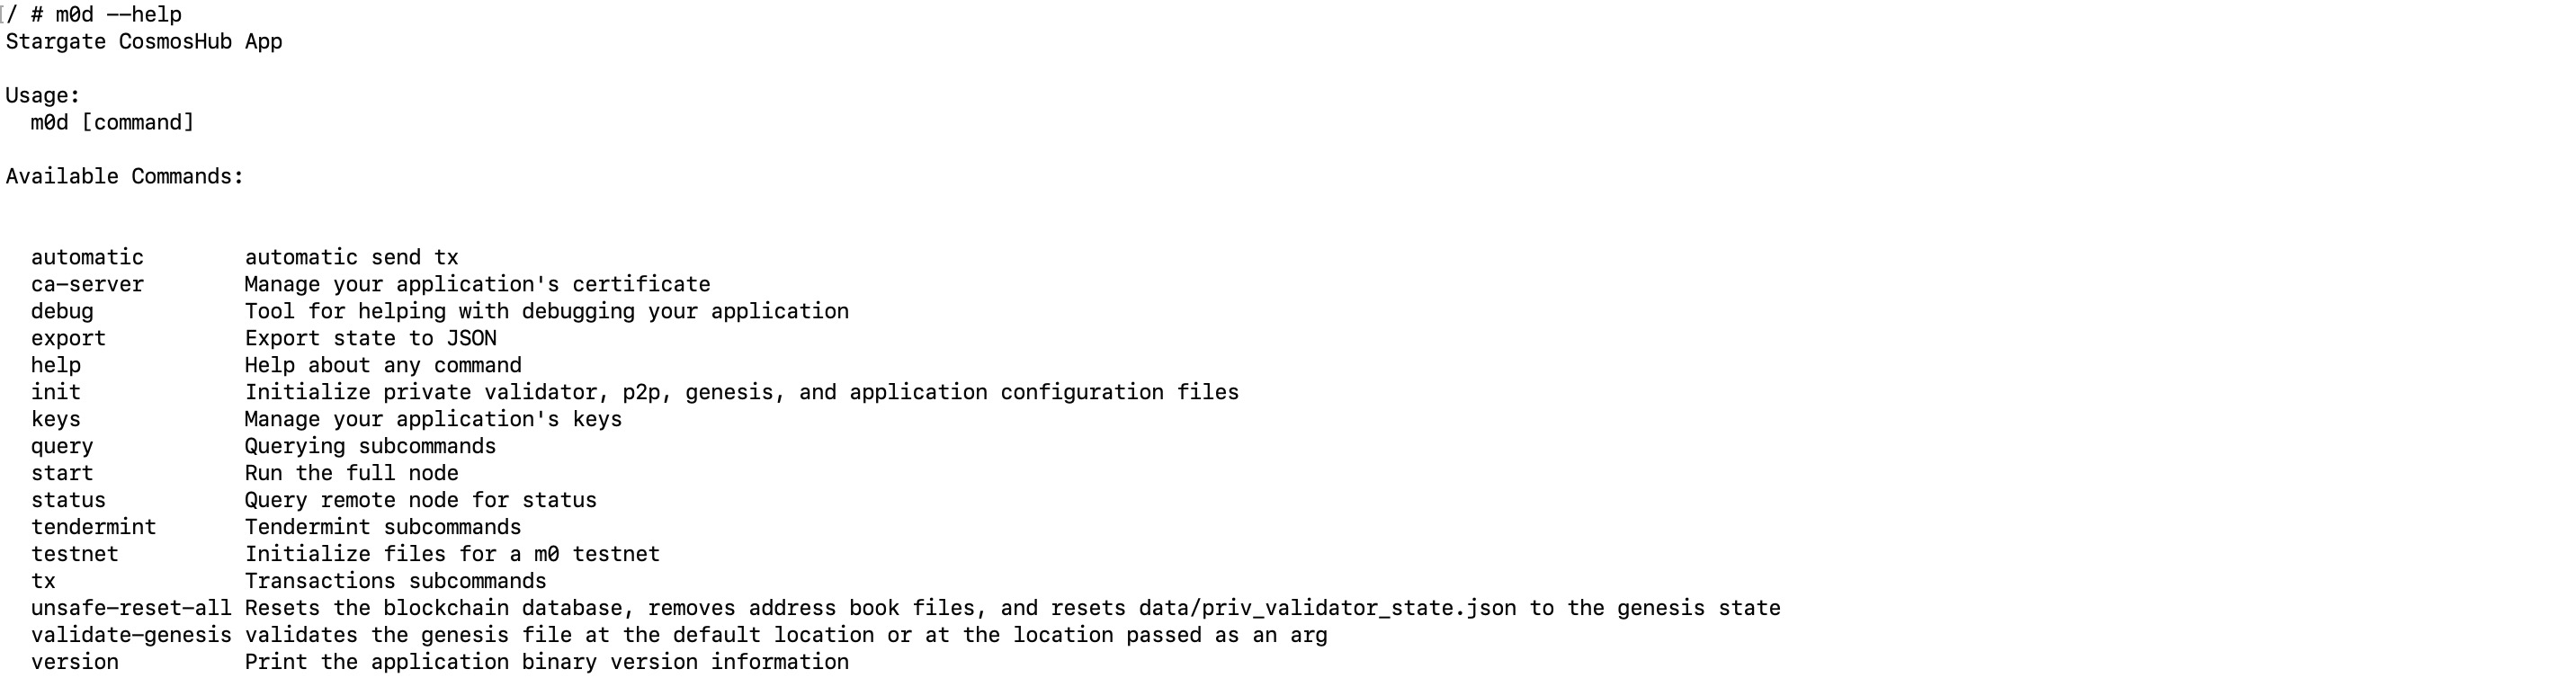 [/ # m0d --help
Stargate CosmosHub App
Usage:
m0d [command]
Available Commands:
automatic automatic send tx
ca-server Manage your application's certificate
debug Tool for helping with debugging your application
export Export state to JSON
help Help about any command
init Initialize private validator, p2p, genesis, and application configuration files
keys Manage your application's keys
query Querying subcommands
start Run the full node
status Query remote node for status
tendermint Tendermint subcommands
testnet Initialize files for a m0 testnet
tx Transactions subcommands
unsafe-reset-all Resets the blockchain database, removes address book files, and resets data/priv_validator_state.json to the genesis state
validate-genesis validates the genesis file at the default location or at the location passed as an arg
version Print the application binary version information